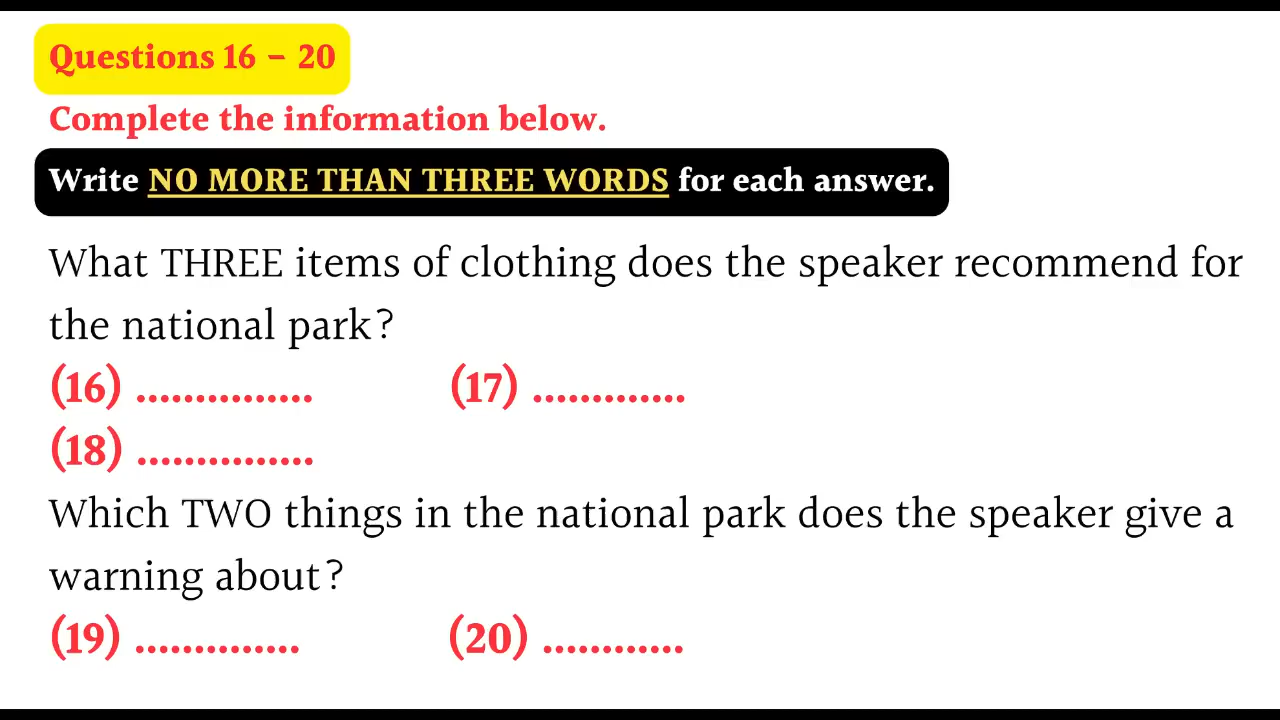 Questions 16 – 20
Complete the information below.
Write NO MORE THAN THREE WORDS for each answer.
What THREE items of clothing does the speaker recommend for
the national park?
(16) ............... (17) .............
(18) ...............
Which TWO things in the national park does the speaker give a
warning about?
(19) .............. (20) ............